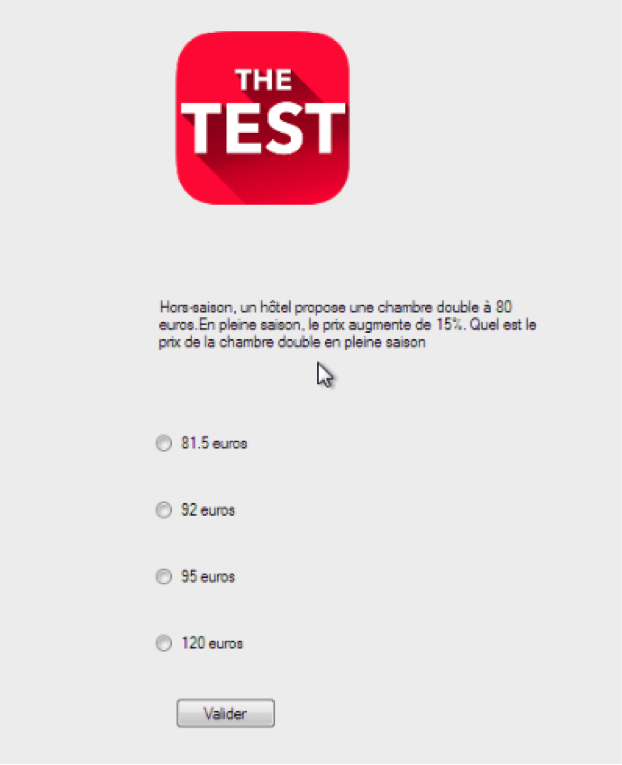 THE
TEST
Hors-saison, un hôtel propose une chambre double à 80
euros.En pleine saison, le prix augmente de 15%. Quel est le
prix de la chambre double en pleine saison
81.5 euros
92 euros
95 euros
120 euros
Valider